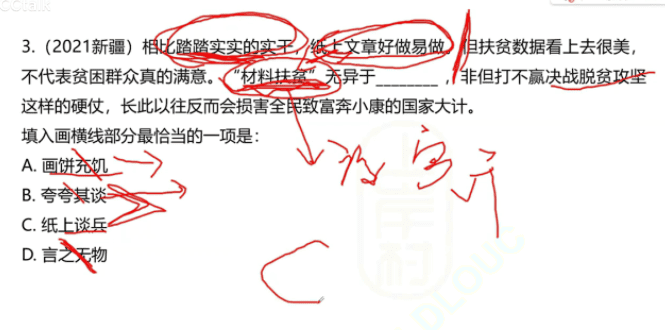 CCtalk
3.（2021新疆）相比踏踏实实的实干，纸上文章好做易做。但扶贫数据看上去很美，
不代表贫困群众真的满意。“材料扶贫”无异于________，非但打不赢决战脱贫攻坚
这样的硬仗，长此以往反而会损害全民致富奔小康的国家大计。
填入画横线部分最恰当的一项是：
A. 画饼充饥
B. 夸夸其谈
C. 纸上谈兵
D. 言之无物
C